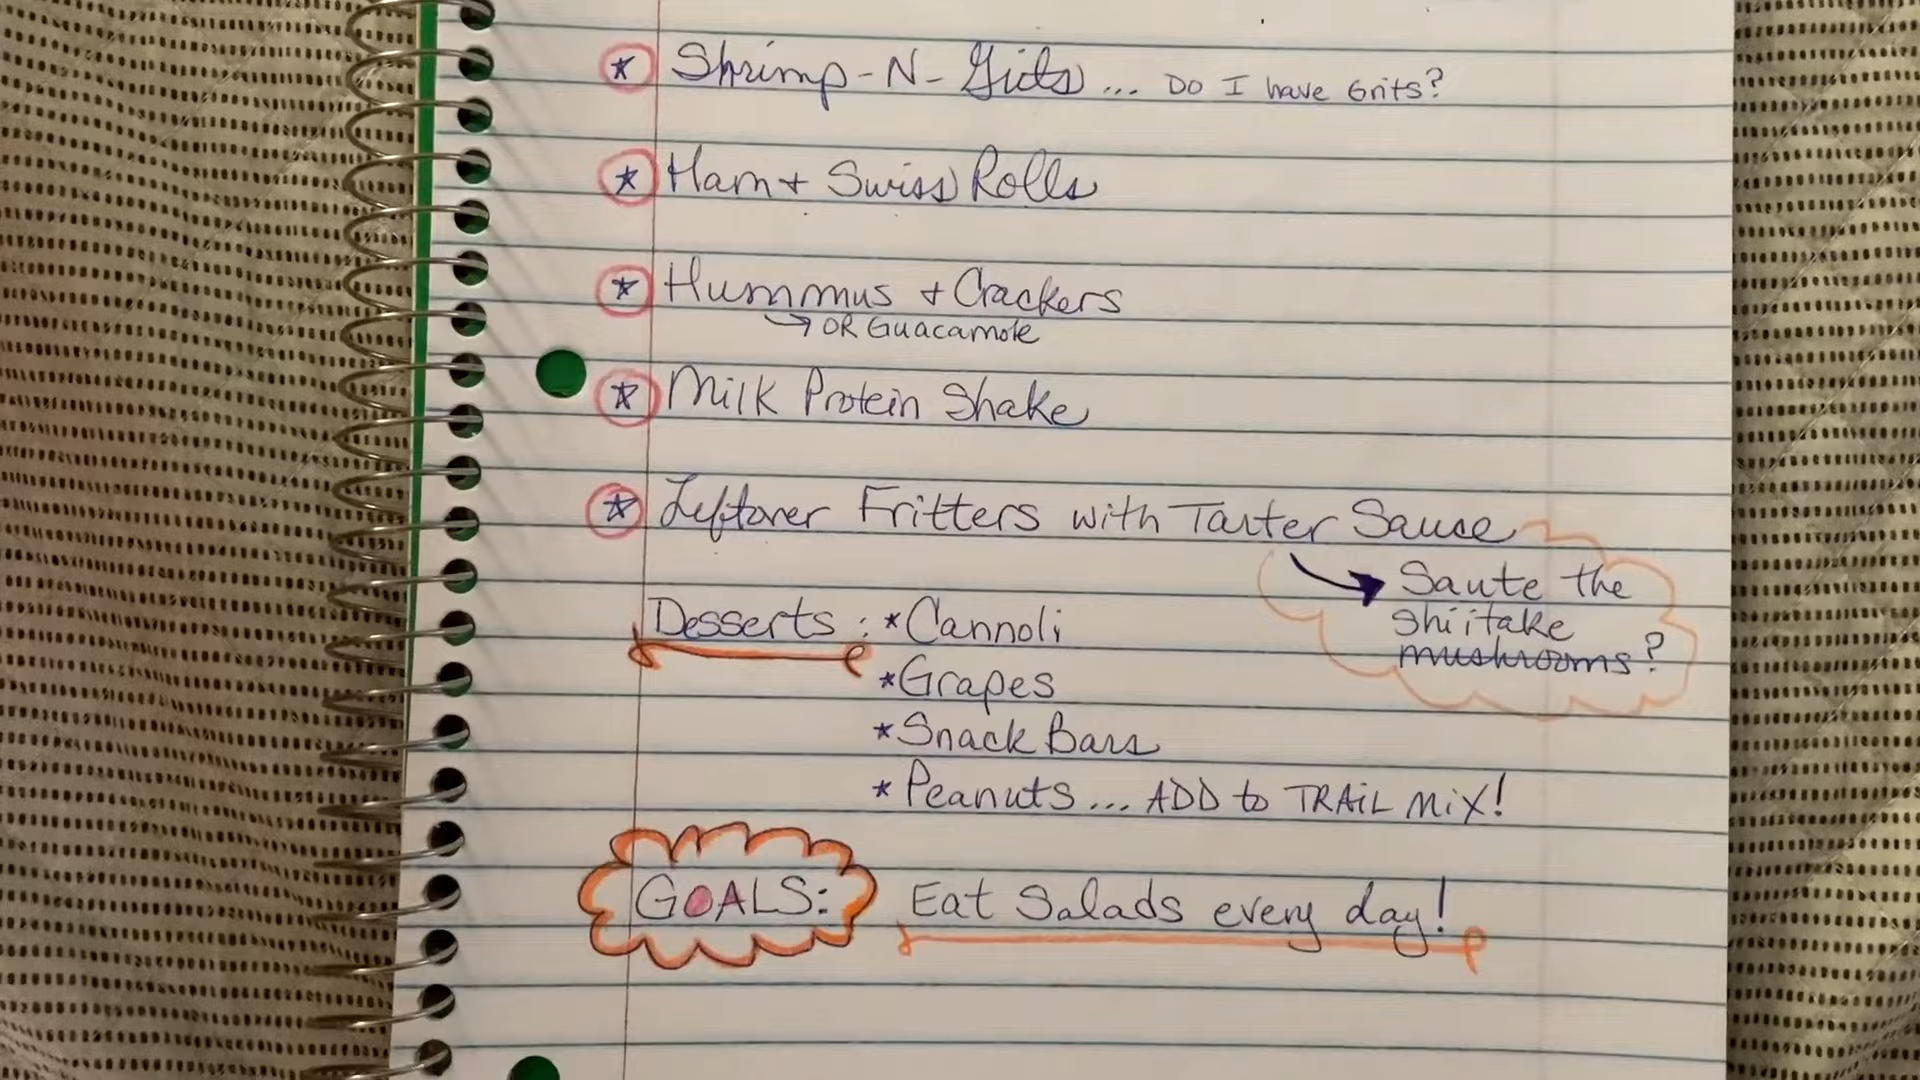 * Shrimp-N-Grits... Do I have Grits?
* Ham + Swiss Rolls
* Hummus + Crackers
→ OR Guacamole
* Milk Protein Shake
* Leftover Fritters with Tarter Sauce
→ Saute the
shiitake
mushrooms?
Desserts: *Cannoli
*Grapes
*Snack Bars
*Peanuts... ADD to TRAiL MiX!
GOALS: Eat Salads every day!